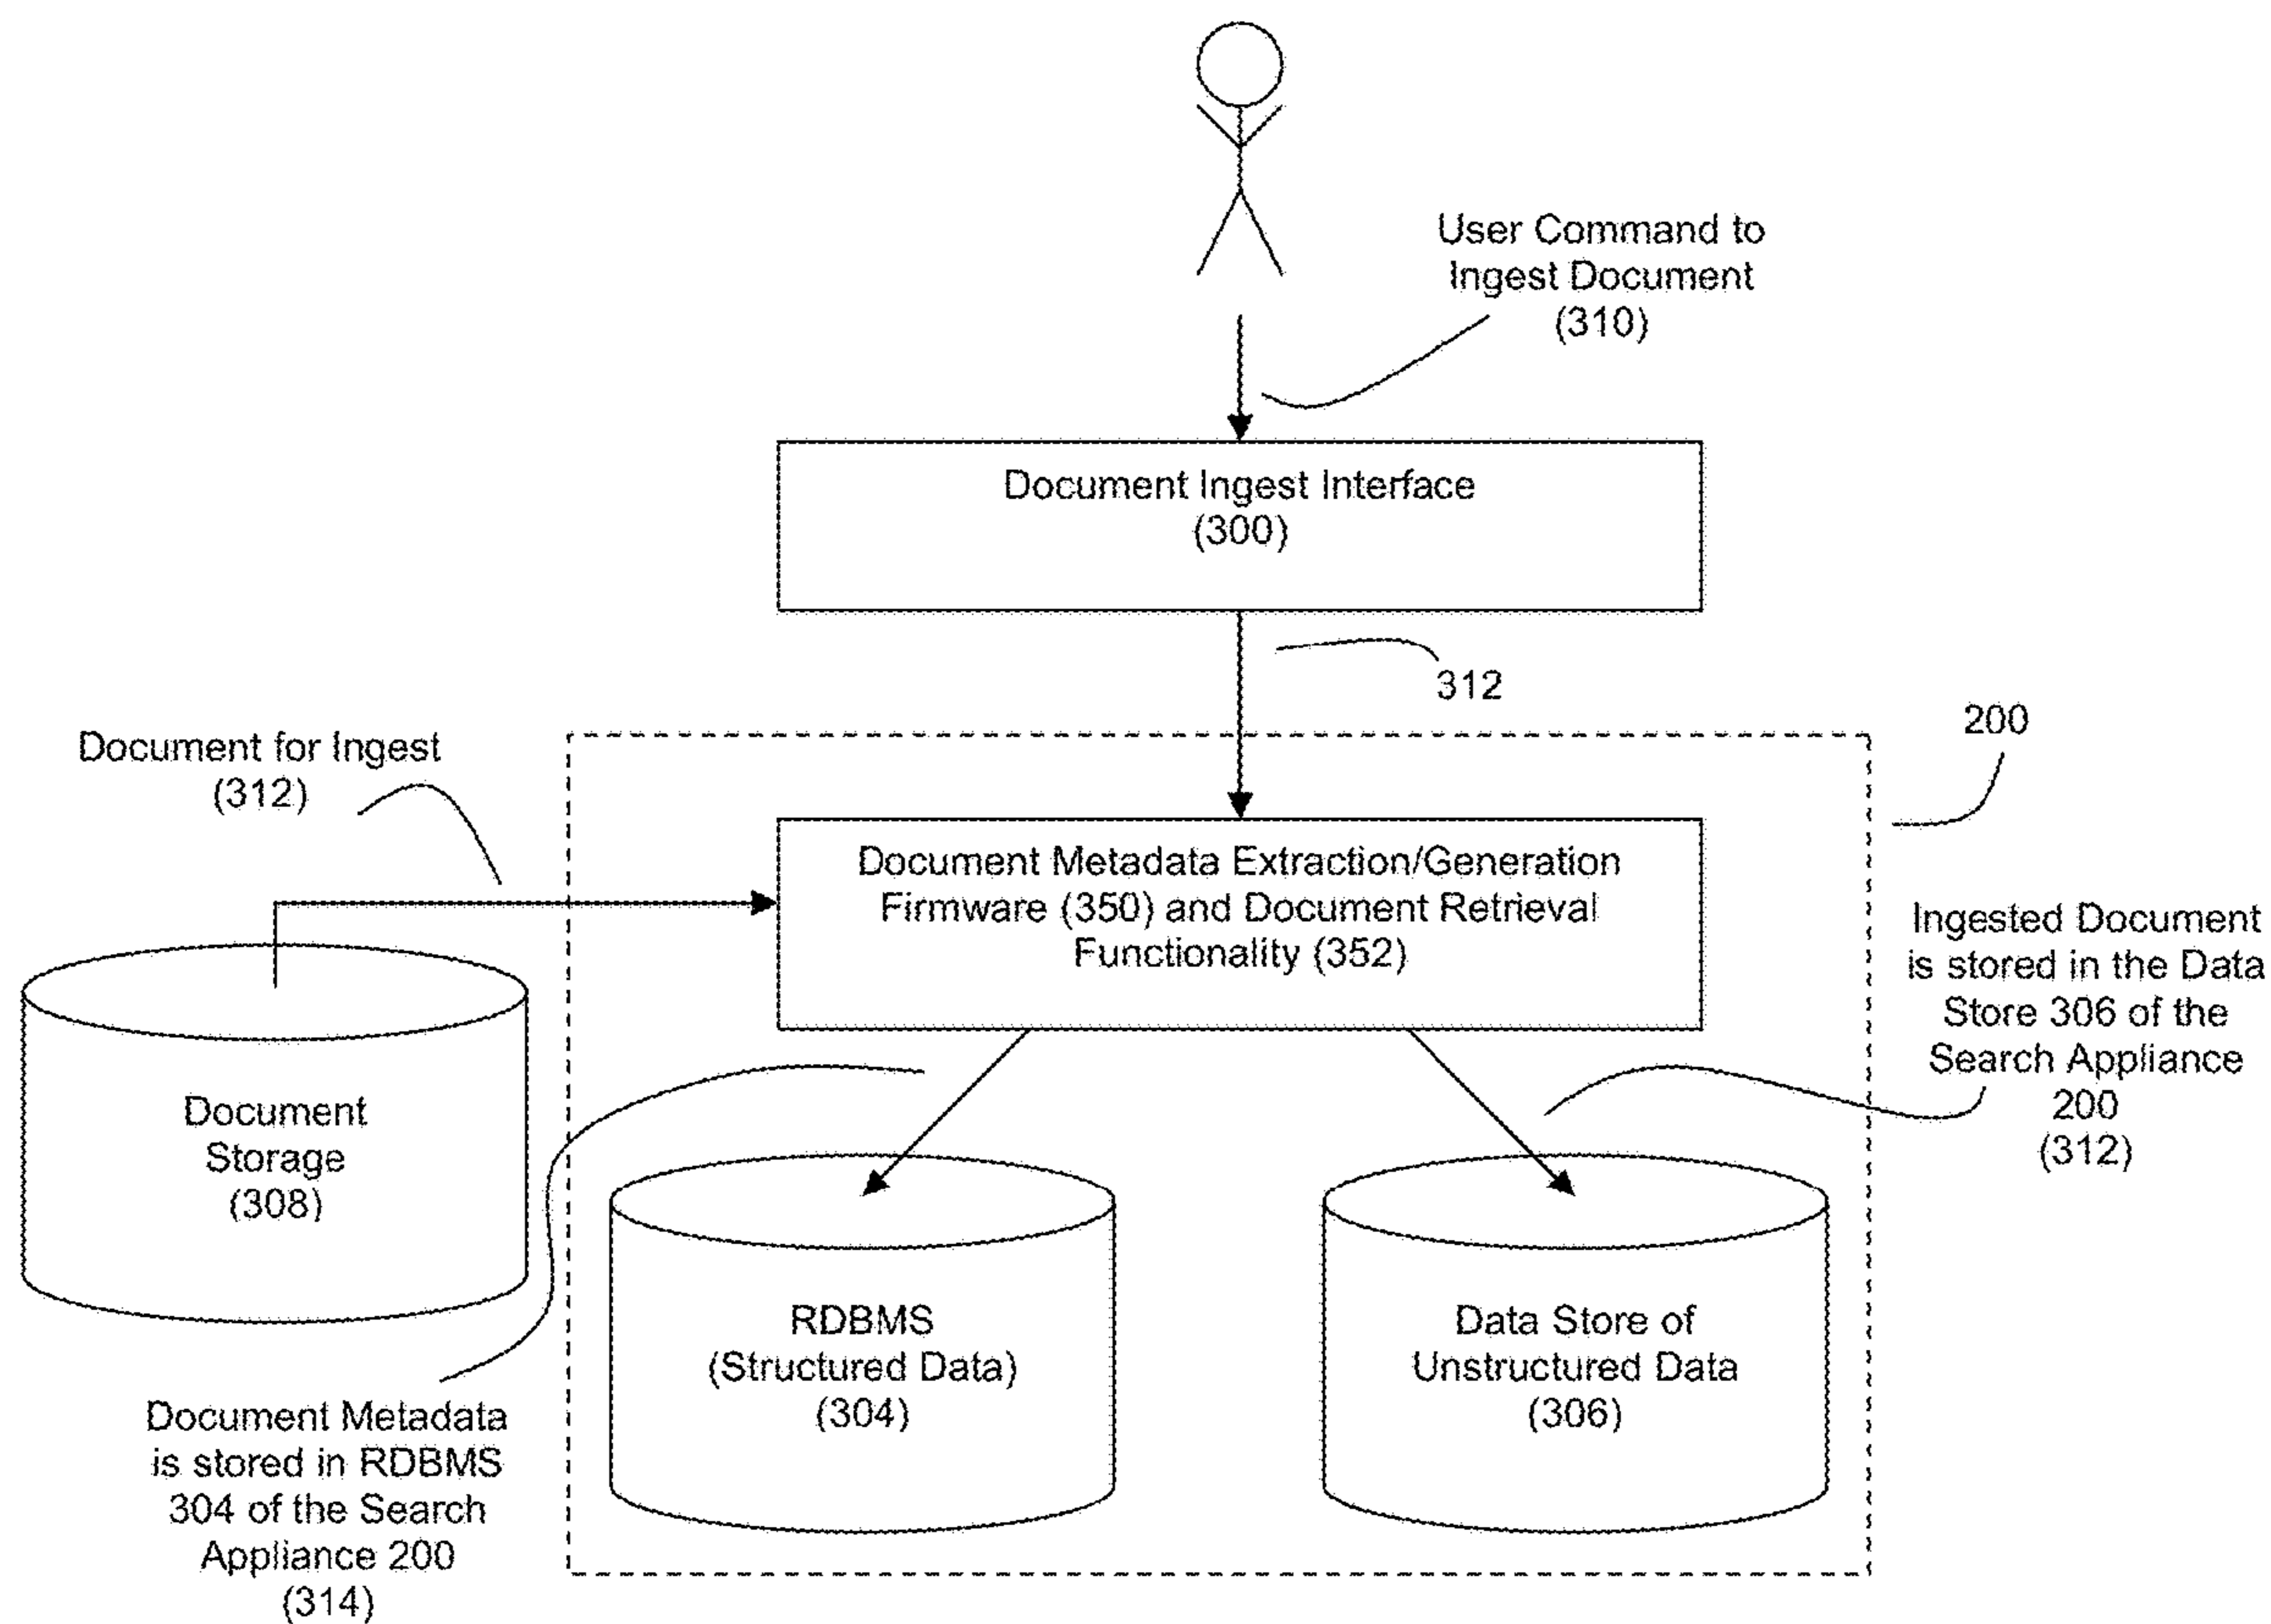 User Command to
Ingest Document
(310)
Document Ingest Interface
(300)
312
200
Document for Ingest
(312)
Document Metadata Extraction/Generation
Firmware (350) and Document Retrieval
Functionality (352)
Ingested Document
is stored in the Data
Store 306 of the
Search Appliance
200
(312)
Document
Storage
(308)
RDBMS
(Structured Data)
(304)
Data Store of
Unstructured Data
(306)
Document Metadata
is stored in RDBMS
304 of the Search
Appliance 200
(314)